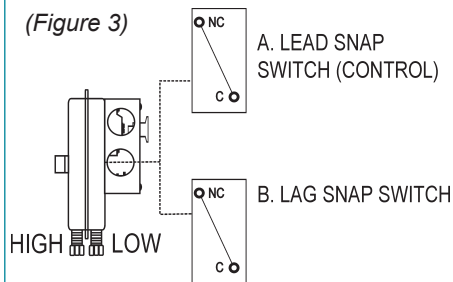 (Figure 3)
NC
A. LEAD SNAP
SWITCH (CONTROL)
C
NC
B. LAG SNAP SWITCH
HIGH
LOW
C